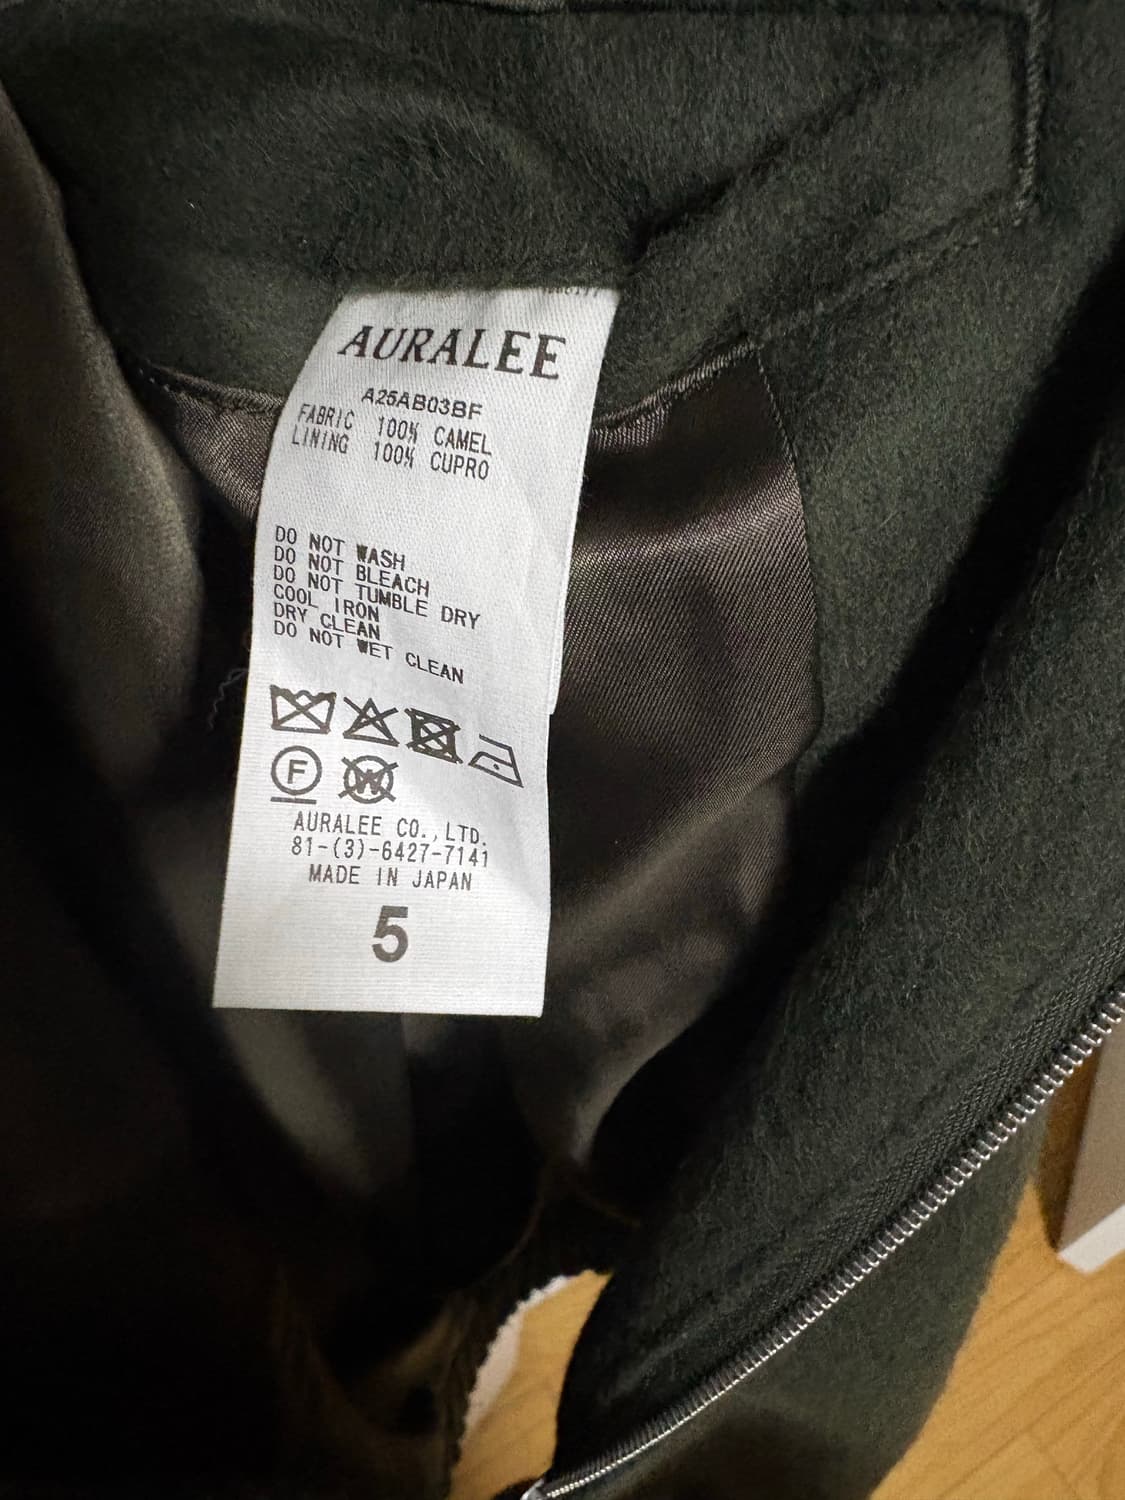 AURALEE
A25AB03BF
FABRIC 100% CAMEL
LINING 100% CUPRO
DO NOT WASH
DO NOT BLEACH
DO NOT TUMBLE DRY
COOL IRON
DRY CLEAN
DO NOT WET CLEAN
F W
AURALEE CO., LTD.
81-(3)-6427-7141
MADE IN JAPAN
5